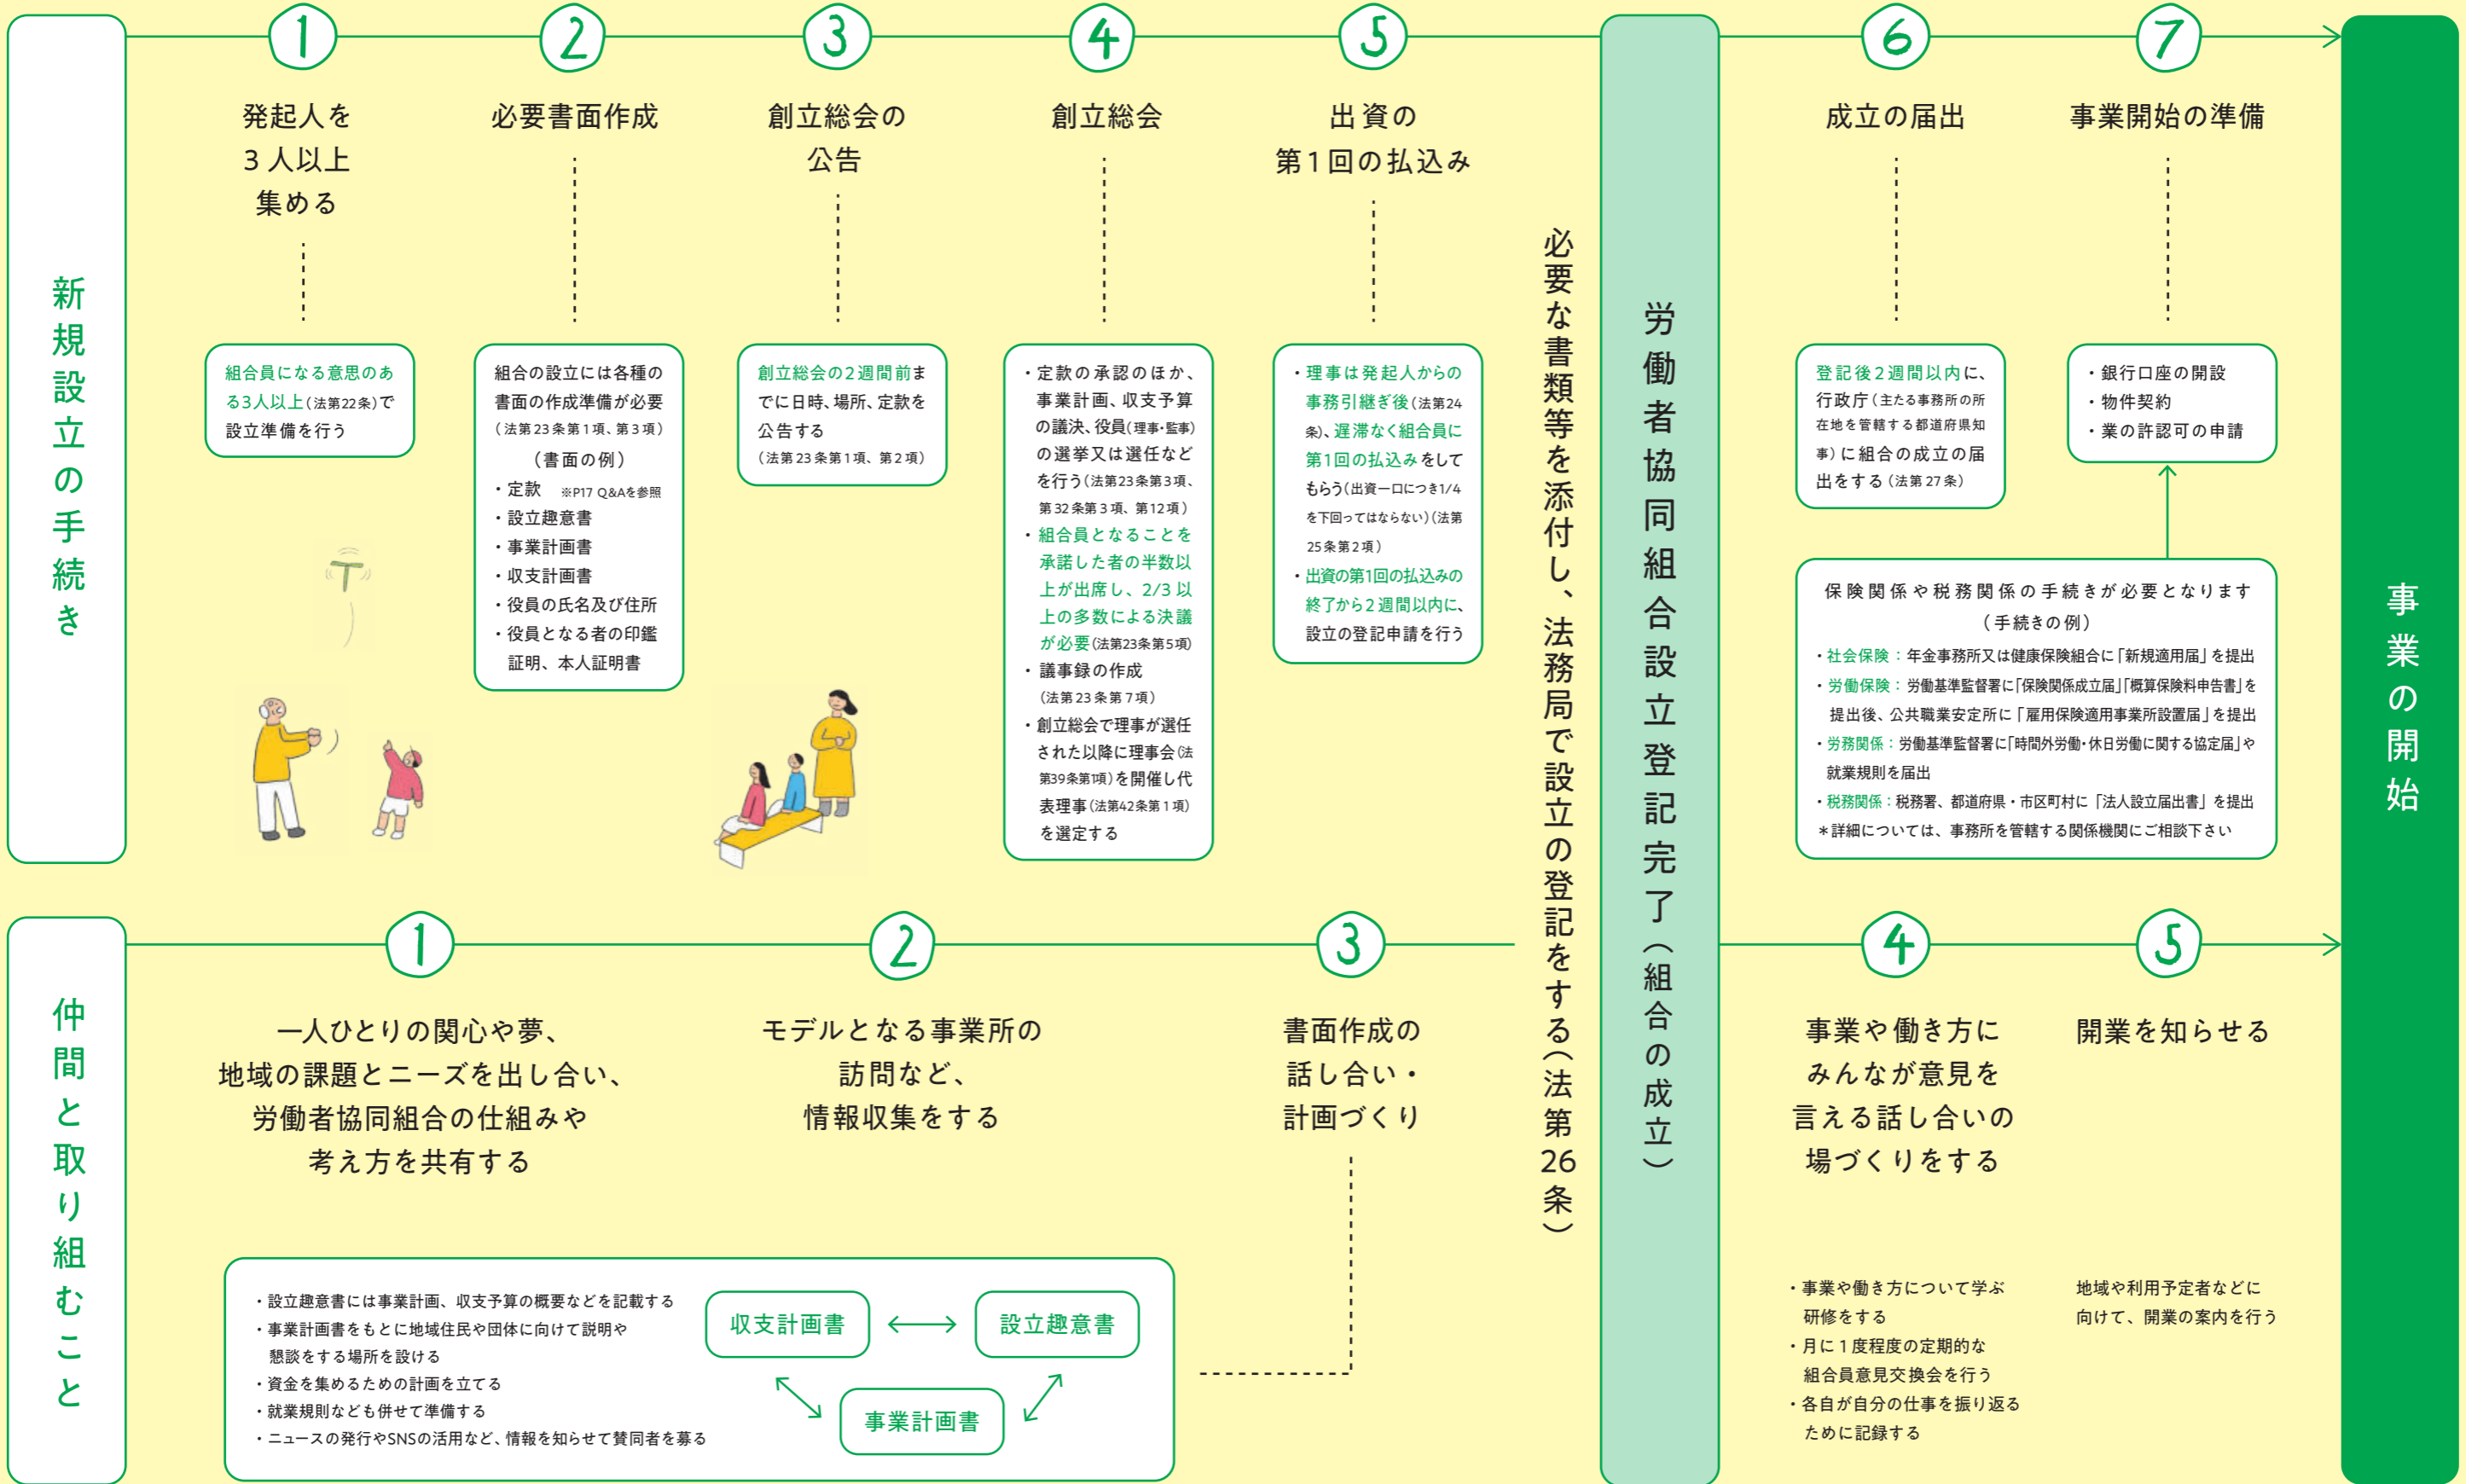 新規設立の手続き
1
発起人を
3人以上
集める
組合員になる意思のあ
る3人以上(法第22条)で
設立準備を行う
2
必要書面作成
組合の設立には各種の
書面の作成準備が必要
(法第23条第1項、第3項)
(書面の例)
・定款 ※P17 Q&Aを参照
・設立趣意書
・事業計画書
・収支計画書
・役員の氏名及び住所
・役員となる者の印鑑
証明、本人証明書
3
創立総会の
公告
創立総会の2週間前ま
でに日時、場所、定款を
公告する
(法第23条第1項、第2項)
4
創立総会
・定款の承認のほか、
事業計画、収支予算
の議決、役員(理事・監事)
の選挙又は選任など
を行う(法第23条第3項、
第32条第3項、第12項)
・組合員となることを
承諾した者の半数以
上が出席し、2/3以
上の多数による決議
が必要(法第23条第5項)
・議事録の作成
(法第23条第7項)
・創立総会で理事が選任
された以降に理事会(法
第39条第1項)を開催し代
表理事(法第42条第1項)
を選定する
5
出資の
第1回の払込み
・理事は発起人からの
事務引継ぎ後(法第24
条)、遅滞なく組合員に
第1回の払込みをして
もらう(出資一口につき1/4
を下回ってはならない)(法第
25条第2項)
・出資の第1回の払込みの
終了から2週間以内に、
設立の登記申請を行う
必要な書類等を添付し、法務局で設立の登記をする(法第26条)
労働者協同組合設立登記完了(組合の成立)
6
成立の届出
登記後2週間以内に、
行政庁(主たる事務所の所
在地を管轄する都道府県知
事)に組合の成立の届
出をする(法第27条)
7
事業開始の準備
・銀行口座の開設
・物件契約
・業の許認可の申請
保険関係や税務関係の手続きが必要となります
(手続きの例)
・社会保険:年金事務所又は健康保険組合に「新規適用届」を提出
・労働保険:労働基準監督署に「保険関係成立届」「概算保険料申告書」を
提出後、公共職業安定所に「雇用保険適用事業所設置届」を提出
・労務関係:労働基準監督署に「時間外労働・休日労働に関する協定届」や
就業規則を届出
・税務関係:税務署、都道府県・市区町村に「法人設立届出書」を提出
*詳細については、事務所を管轄する関係機関にご相談下さい
事業の開始
仲間と取り組むこと
1
一人ひとりの関心や夢、
地域の課題とニーズを出し合い、
労働者協同組合の仕組みや
考え方を共有する
2
モデルとなる事業所の
訪問など、
情報収集をする
3
書面作成の
話し合い・
計画づくり
・設立趣意書には事業計画、収支予算の概要などを記載する
・事業計画書をもとに地域住民や団体に向けて説明や
懇談をする場所を設ける
・資金を集めるための計画を立てる
・就業規則なども併せて準備する
・ニュースの発行やSNSの活用など、情報を知らせて賛同者を募る
収支計画書
設立趣意書
事業計画書
4
事業や働き方に
みんなが意見を
言える話し合いの
場づくりをする
・事業や働き方について学ぶ
研修をする
・月に1度程度の定期的な
組合員意見交換会を行う
・各自が自分の仕事を振り返る
ために記録する
5
開業を知らせる
地域や利用予定者などに
向けて、開業の案内を行う